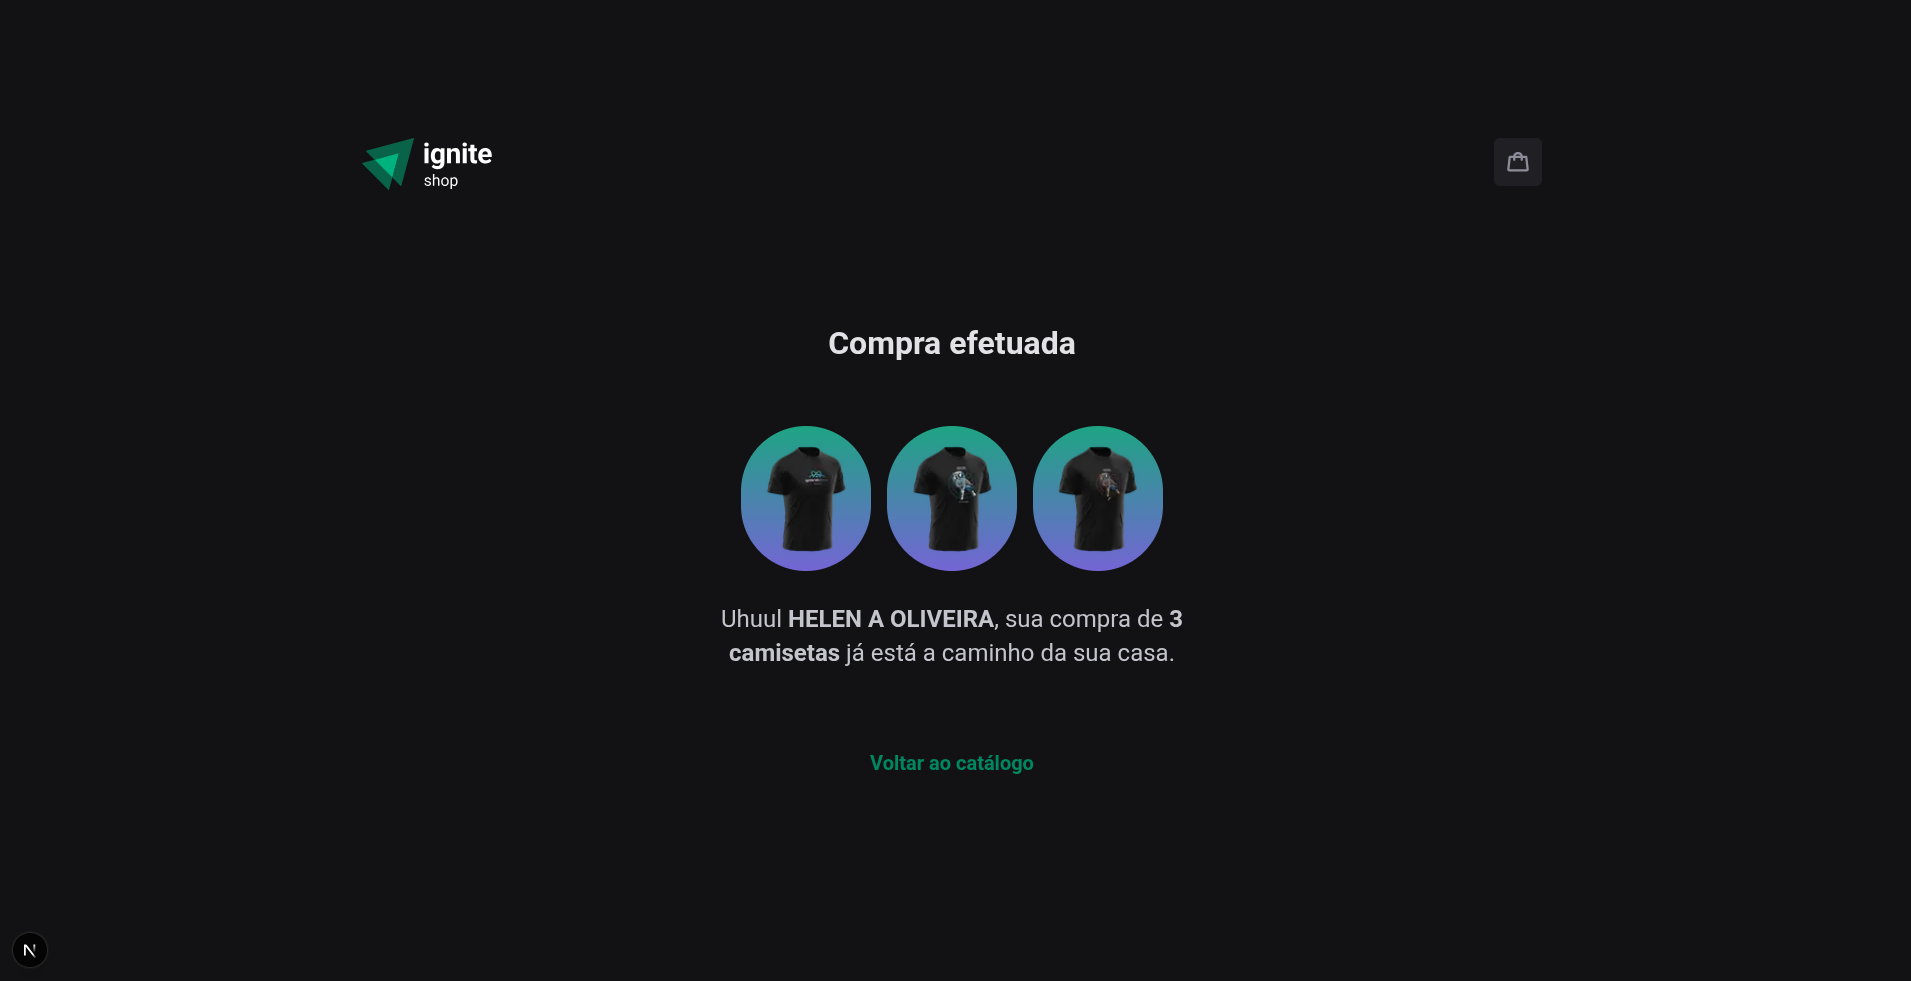 ignite
shop
Compra efetuada
Uhuul HELEN A OLIVEIRA, sua compra de 3
camisetas já está a caminho da sua casa.
Voltar ao catálogo
N